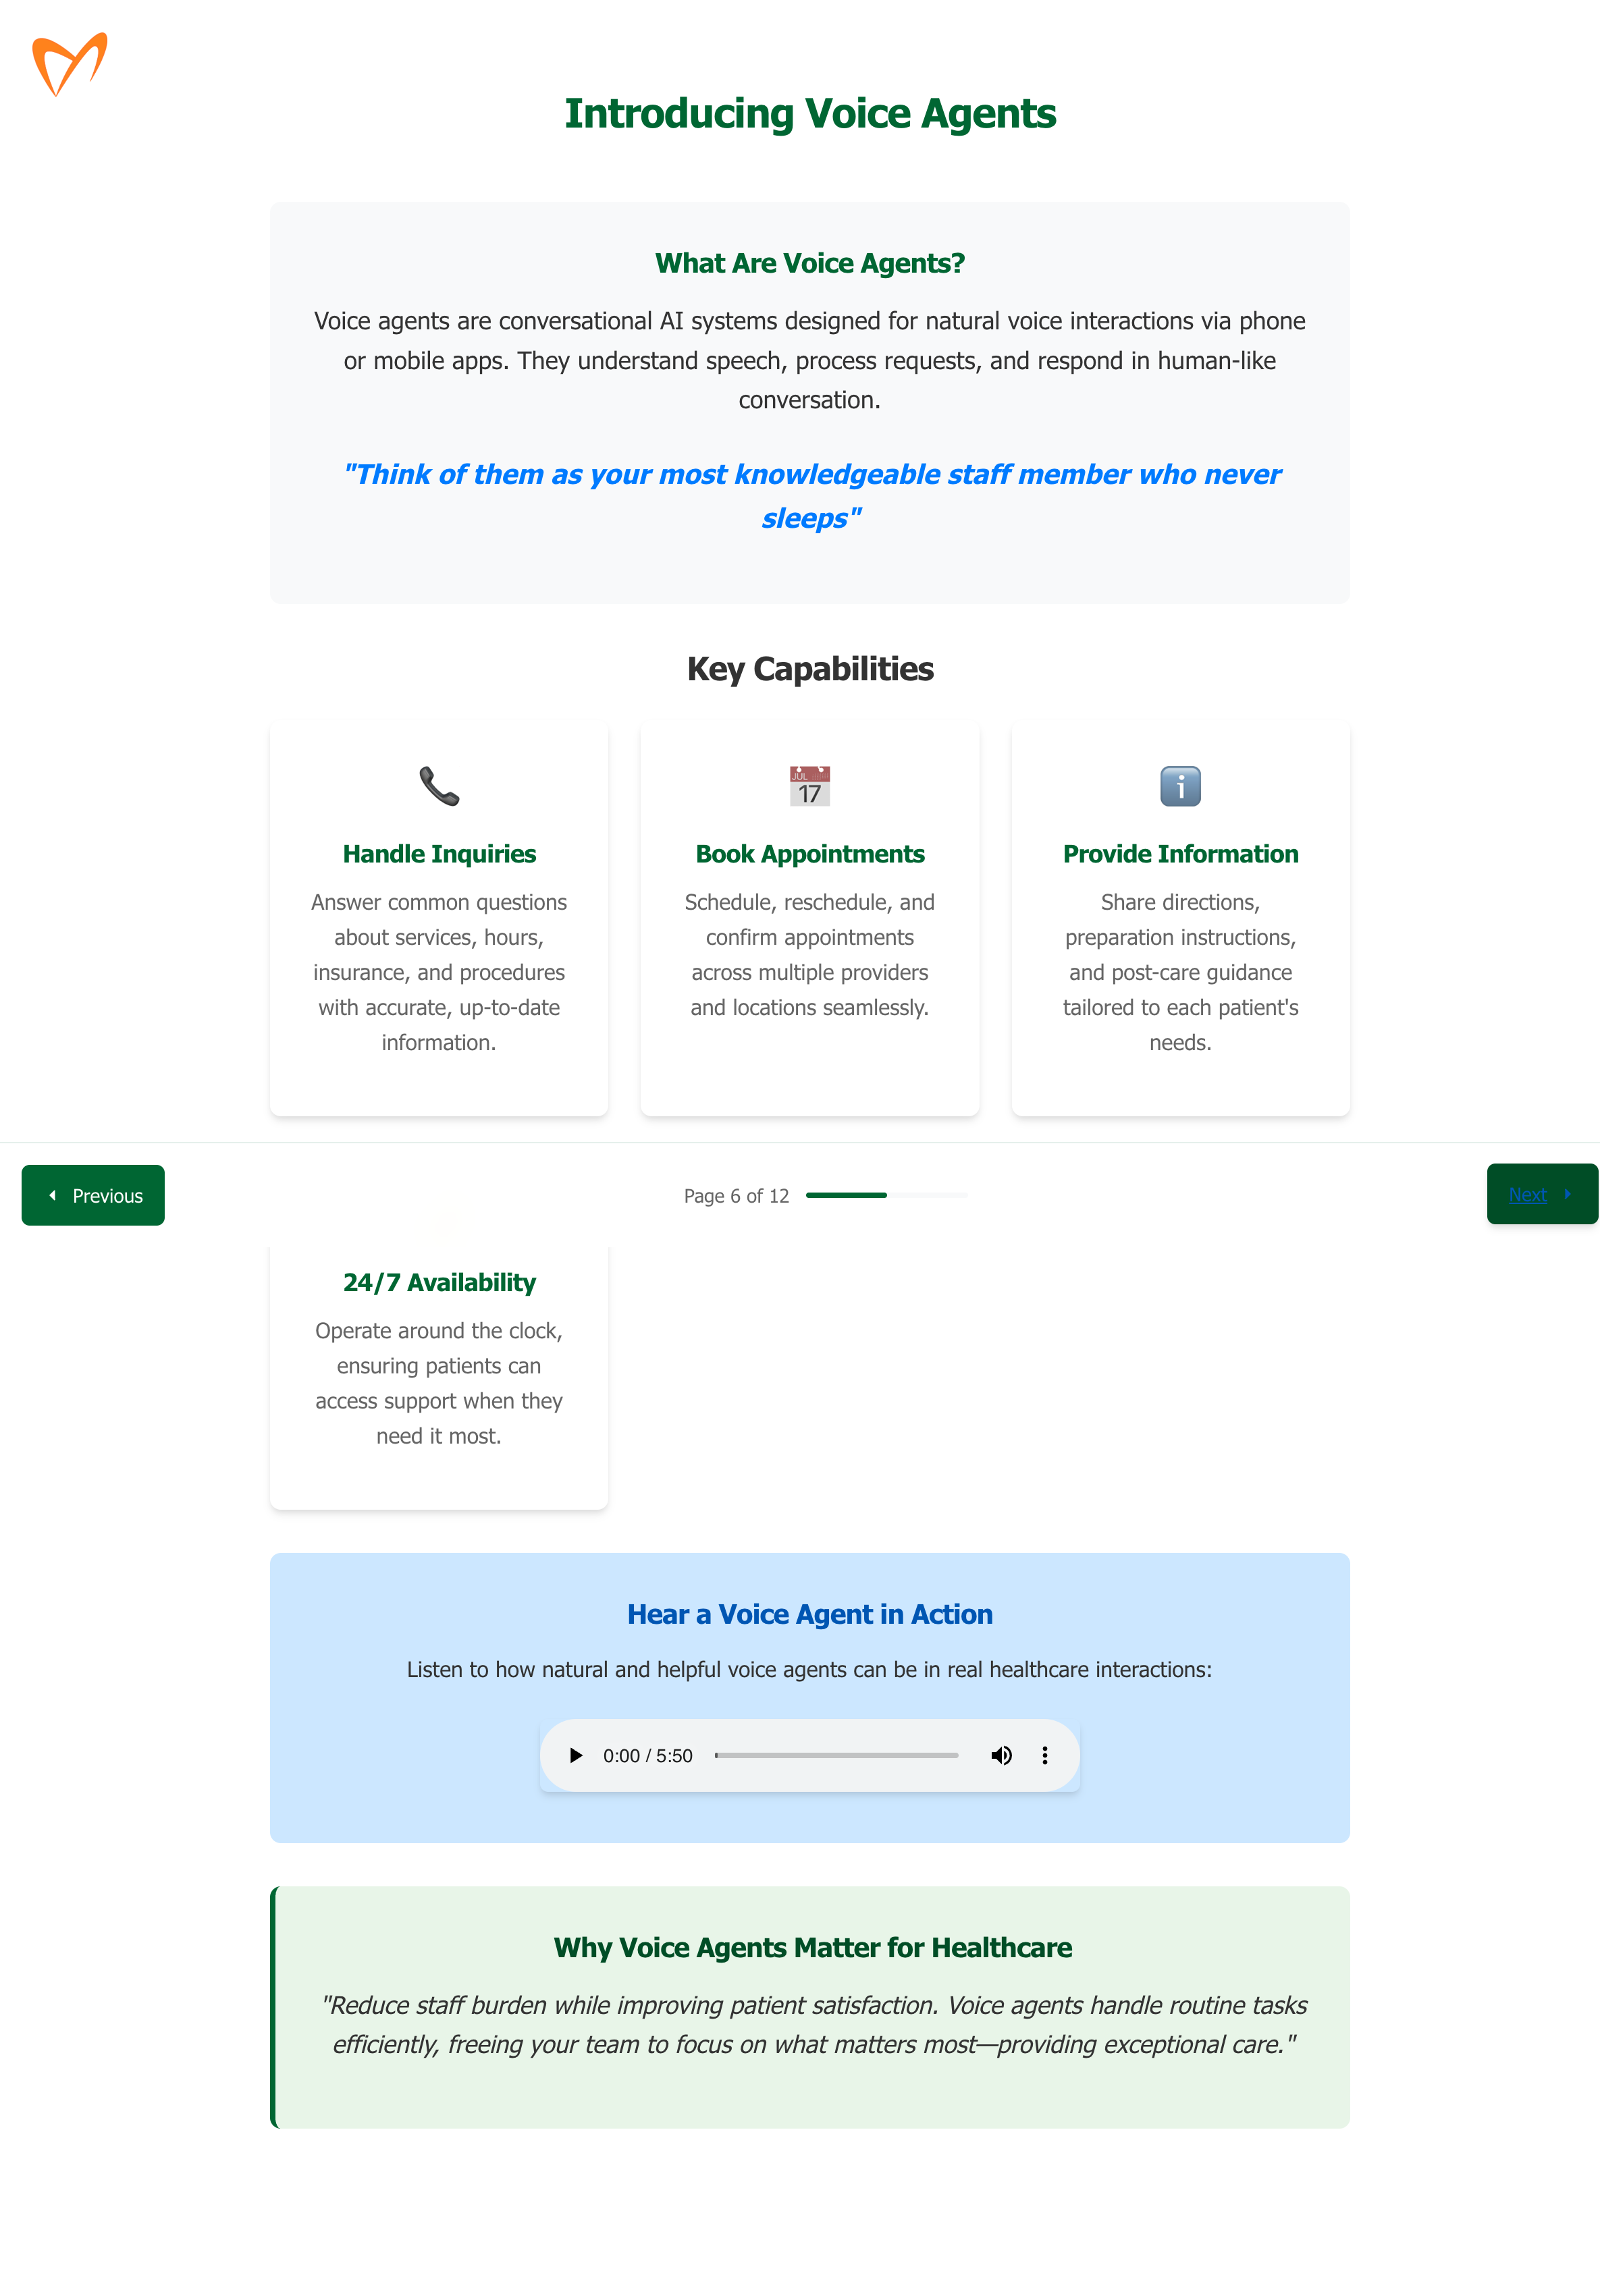 Introducing Voice Agents
What Are Voice Agents?
Voice agents are conversational AI systems designed for natural voice interactions via phone
or mobile apps. They understand speech, process requests, and respond in human-like
conversation.
"Think of them as your most knowledgeable staff member who never
sleeps"
Key Capabilities
JUL
17
Handle Inquiries
Answer common questions
about services, hours,
insurance, and procedures
with accurate, up-to-date
information.
Book Appointments
Schedule, reschedule, and
confirm appointments
across multiple providers
and locations seamlessly.
Provide Information
Share directions,
preparation instructions,
and post-care guidance
tailored to each patient's
needs.
Previous
Page 6 of 12
Next
24/7 Availability
Operate around the clock,
ensuring patients can
access support when they
need it most.
Hear a Voice Agent in Action
Listen to how natural and helpful voice agents can be in real healthcare interactions:
0:00 / 5:50
Why Voice Agents Matter for Healthcare
"Reduce staff burden while improving patient satisfaction. Voice agents handle routine tasks
efficiently, freeing your team to focus on what matters most—providing exceptional care."